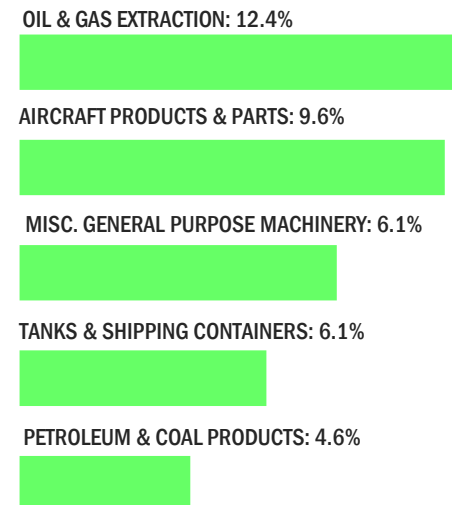 OIL & GAS EXTRACTION: 12.4%
AIRCRAFT PRODUCTS & PARTS: 9.6%
MISC. GENERAL PURPOSE MACHINERY: 6.1%
TANKS & SHIPPING CONTAINERS: 6.1%
PETROLEUM & COAL PRODUCTS: 4.6%